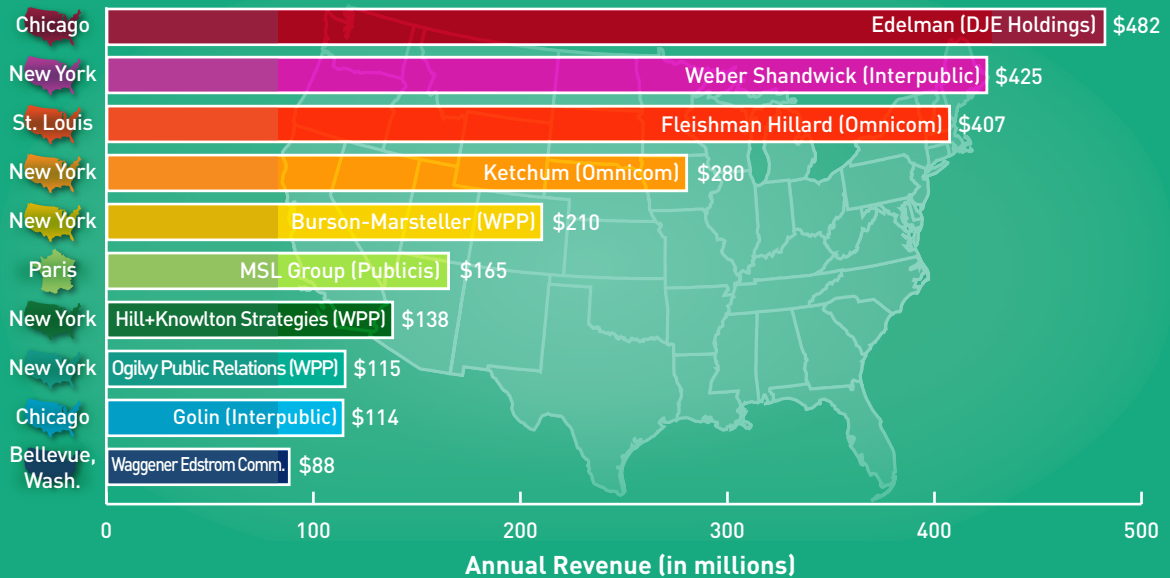 Chicago
Edelman (DJE Holdings)
$482
New York
Weber Shandwick (Interpublic)
$425
St. Louis
Fleishman Hillard (Omnicom)
$407
New York
Ketchum (Omnicom)
$280
New York
Burson-Marsteller (WPP)
$210
Paris
MSL Group (Publicis)
$165
New York
Hill+Knowlton Strategies (WPP)
$138
New York
Ogilvy Public Relations (WPP)
$115
Chicago
Golin (Interpublic)
$114
Bellevue,
Wash.
Waggener Edstrom Comm.
$88
0 100 200 300 400 500
Annual Revenue (in millions)